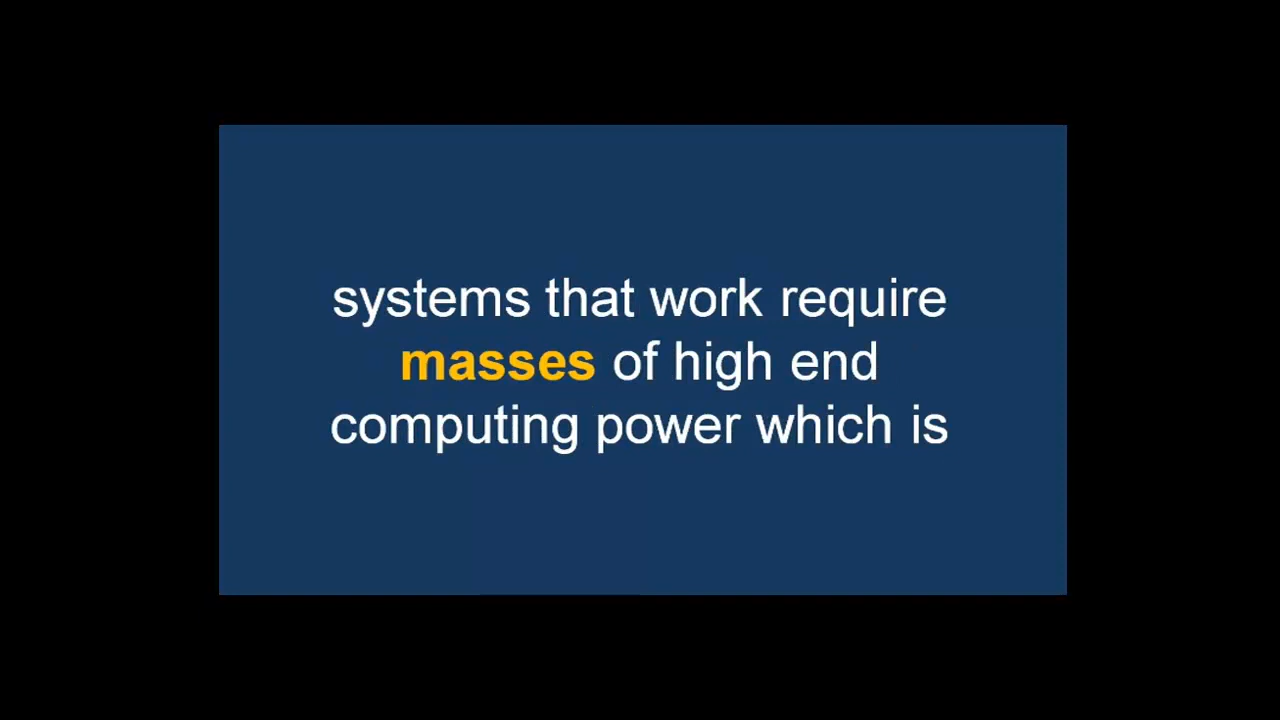 systems that work require
masses of high end
computing power which is